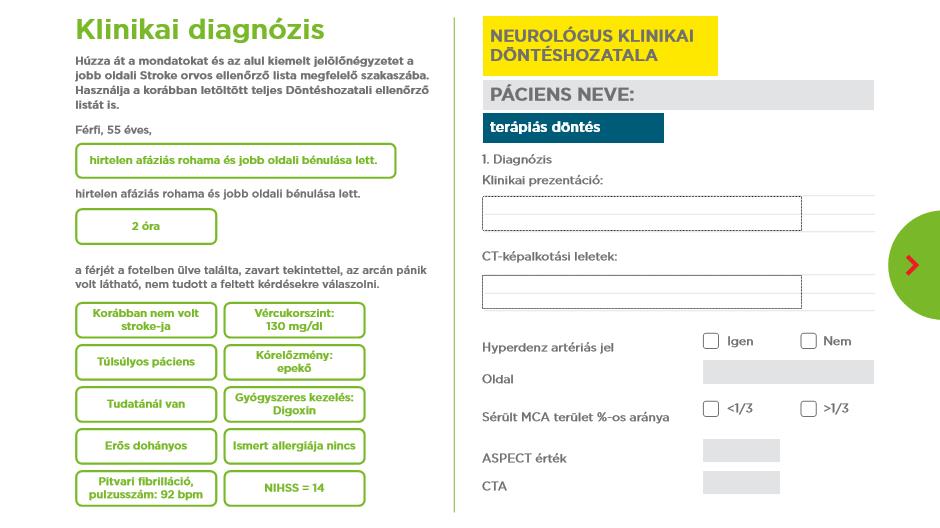 Klinikai diagnózis
Húzza át a mondatokat és az alul kiemelt jelölőnégyzetet a
jobb oldali Stroke orvos ellenőrző lista megfelelő szakaszába.
Használja a korábban letöltött teljes Döntéshozatali ellenőrző
listát is.
Férfi, 55 éves,
hirtelen afáziás rohama és jobb oldali bénulása lett.
hirtelen afáziás rohama és jobb oldali bénulása lett.
2 óra
a férjét a fotelben ülve találta, zavart tekintettel, az arcán pánik
volt látható, nem tudott a feltett kérdésekre válaszolni.
Korábban nem volt
stroke-ja
Vércukorszint:
130 mg/dl
Túlsúlyos páciens
Kórelőzmény:
epekő
Tudatánál van
Gyógyszeres kezelés:
Digoxin
Erős dohányos
Ismert allergiája nincs
Pitvari fibrilláció,
pulzusszám: 92 bpm
NIHSS = 14
NEUROLÓGUS KLINIKAI
DÖNTÉSHOZATALA
PÁCIENS NEVE:
terápiás döntés
1. Diagnózis
Klinikai prezentáció:
CT-képalkotási leletek:
Hyperdenz artériás jel
Igen
Nem
Oldal
Sérült MCA terület %-os aránya
<1/3
>1/3
ASPECT érték
CTA